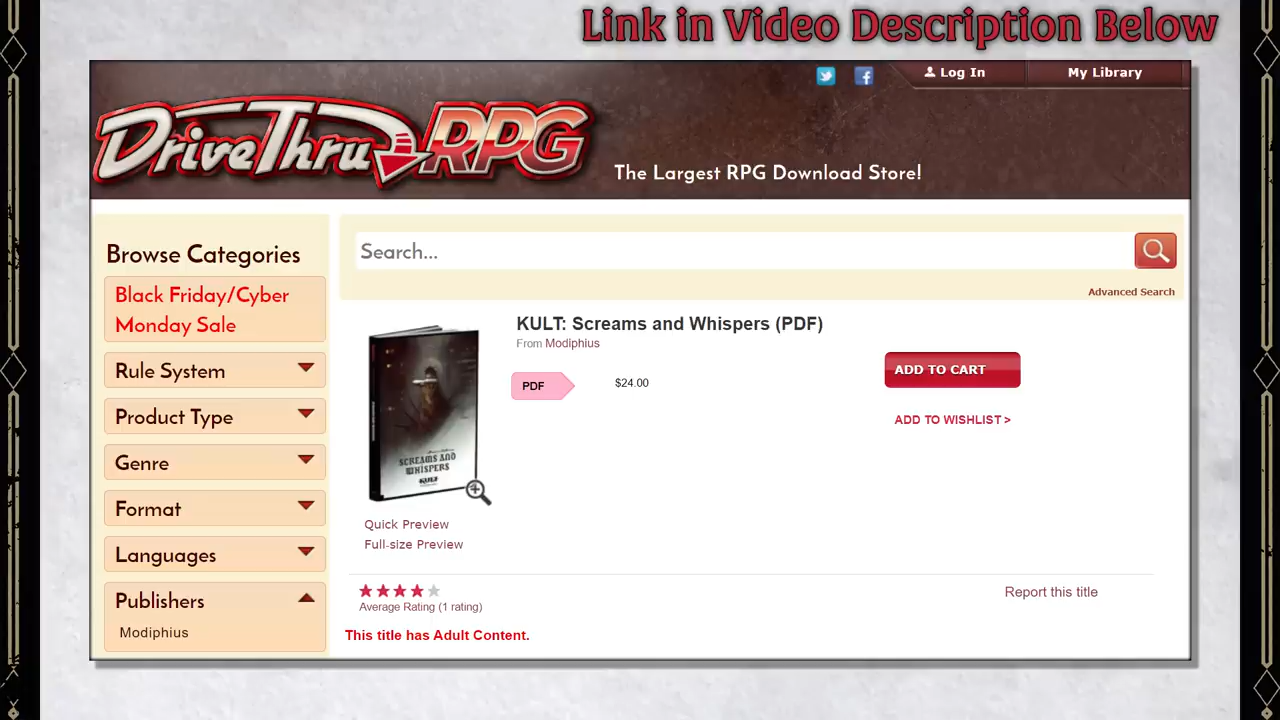 Link in Video Description Below
Log In
My Library
DriveThruRPG
The Largest RPG Download Store!
Browse Categories
Black Friday/Cyber
Monday Sale
Rule System
Product Type
Genre
Format
Languages
Publishers
Modiphius
Search...
Advanced Search
KULT: Screams and Whispers (PDF)
From Modiphius
PDF
$24.00
ADD TO CART
ADD TO WISHLIST >
SCREAMS AND
WHISPERS
KULT
Quick Preview
Full-size Preview
Average Rating (1 rating)
Report this title
This title has Adult Content.